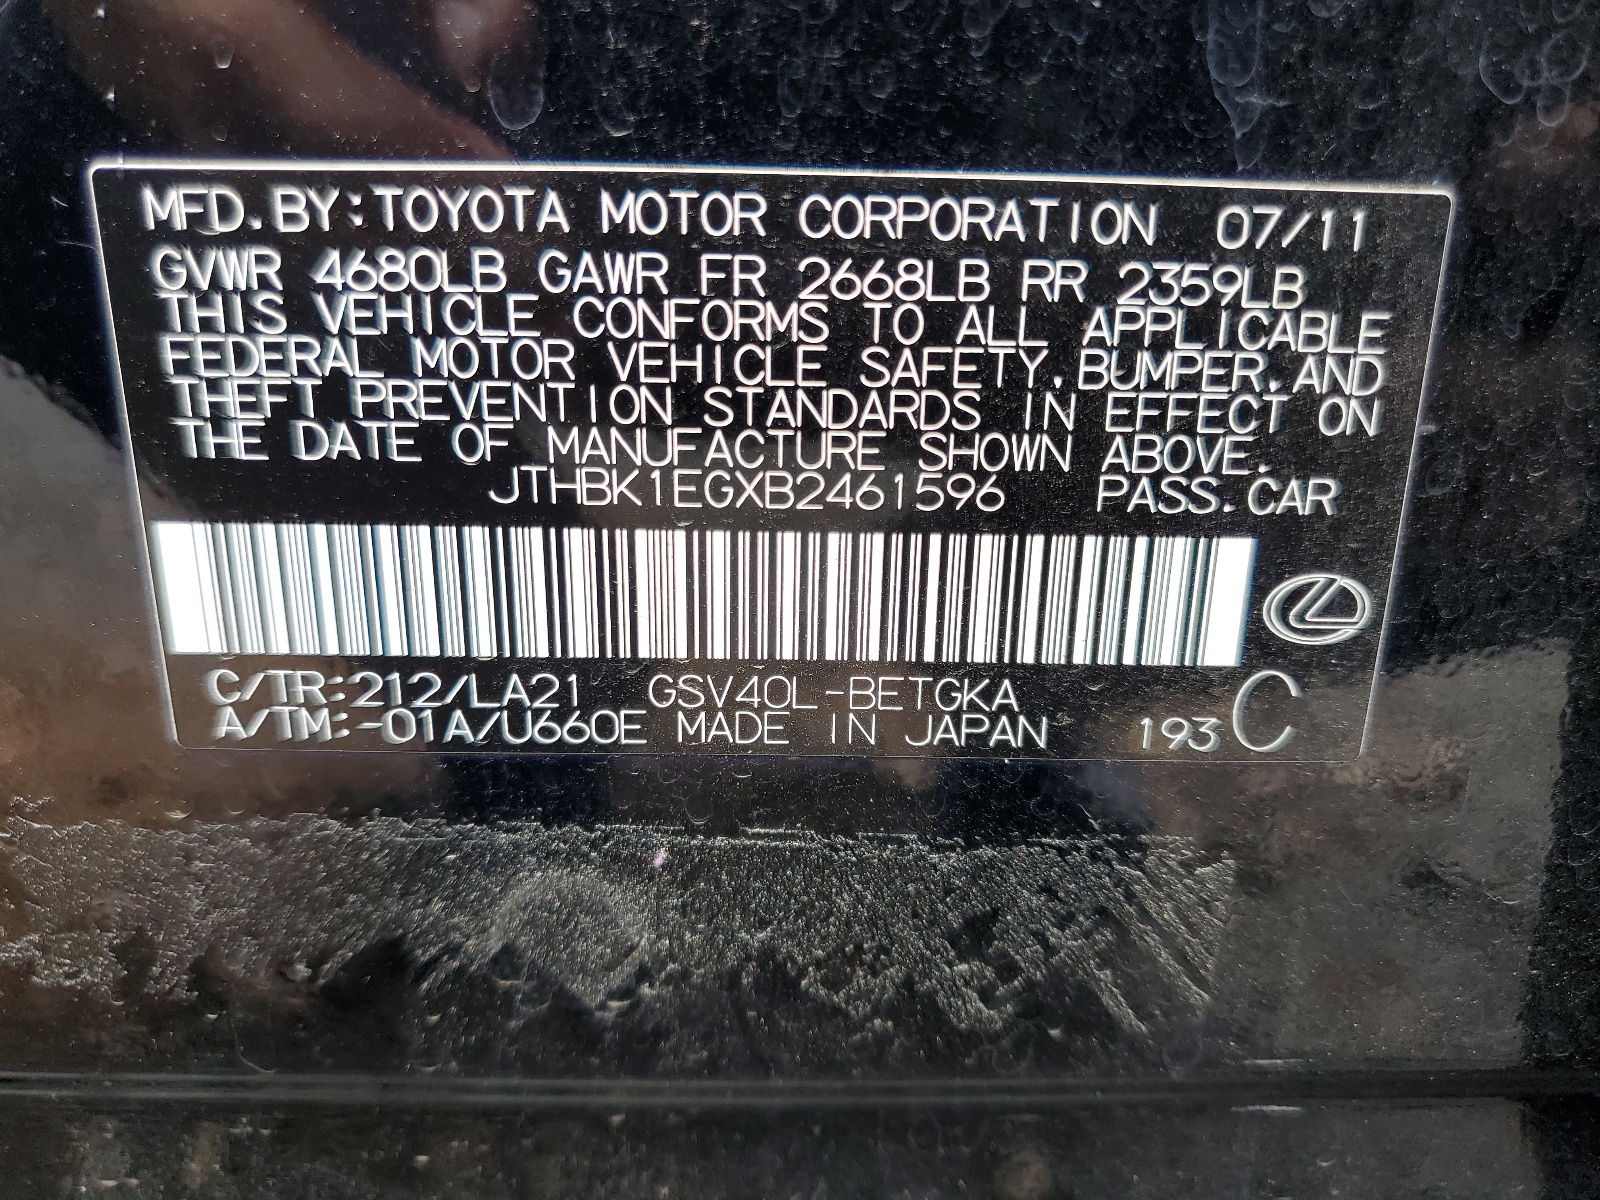 MFD.BY:TOYOTA MOTOR CORPORATION 07/11
GVWR 4680LB GAWR FR 2668LB RR 2359LB
THIS VEHICLE CONFORMS TO ALL APPLICABLE
FEDERAL MOTOR VEHICLE SAFETY,BUMPER,AND
THEFT PREVENTION STANDARDS IN EFFECT ON
THE DATE OF MANUFACTURE SHOWN ABOVE.
JTHBK1EGXB2461596 PASS.CAR
C/TR:212/LA21 GSV40L-BETGKA
A/TM:-01A/U660E MADE IN JAPAN 193 C